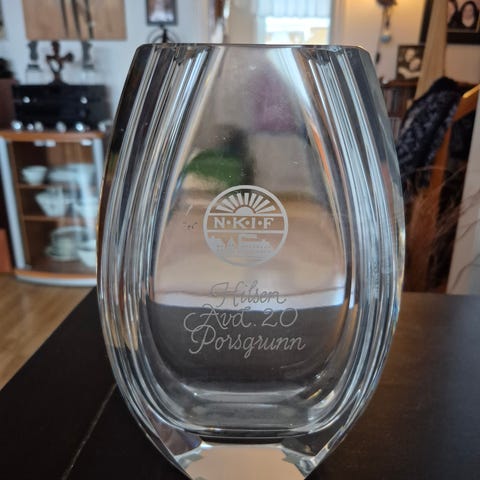 N·K·I·F
Hilsen
Avd. 20
Porsgrunn